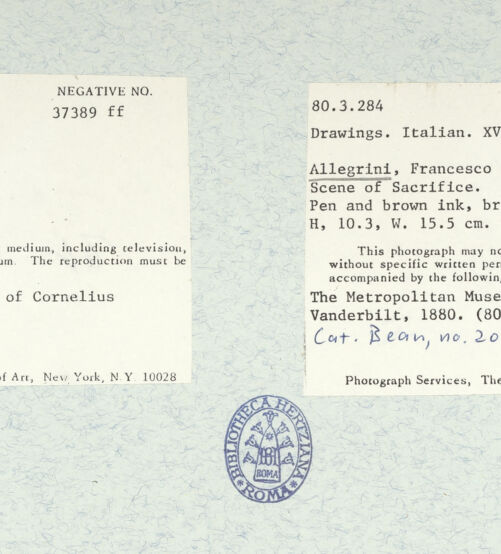 NEGATIVE NO.
37389 ff
medium, including television,
um. The reproduction must be
of Cornelius
of Art, New York, N.Y. 10028
80.3.284
Drawings. Italian. XV
Allegrini, Francesco
Scene of Sacrifice.
Pen and brown ink, br
H, 10.3, W. 15.5 cm.
This photograph may no
without specific written per
accompanied by the followin
The Metropolitan Muse
Vanderbilt, 1880. (80
Cat. Bean, no. 20
Photograph Services, The
BIBLIOTHECA HERTZIANA
ROMA
ROMA